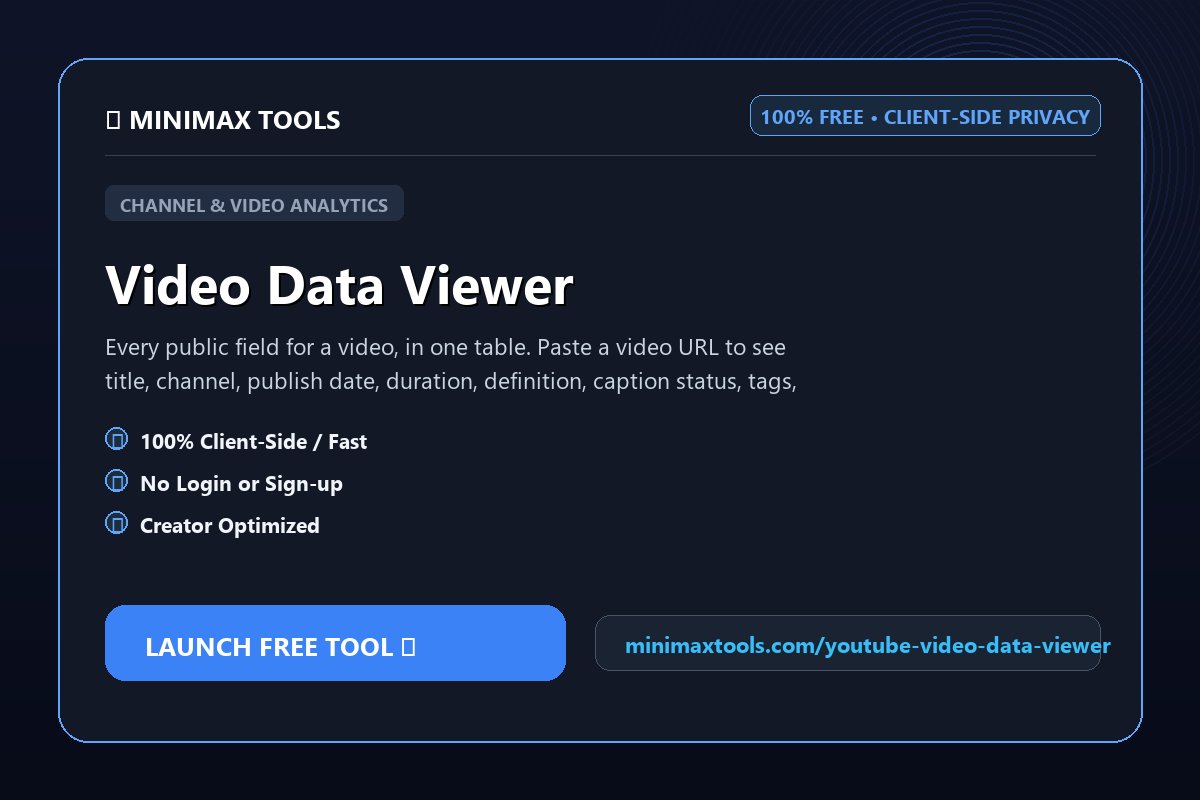 MINIMAX TOOLS
100% FREE • CLIENT-SIDE PRIVACY
CHANNEL & VIDEO ANALYTICS
Video Data Viewer
Every public field for a video, in one table. Paste a video URL to see
title, channel, publish date, duration, definition, caption status, tags,
100% Client-Side / Fast
No Login or Sign-up
Creator Optimized
LAUNCH FREE TOOL
minimaxtools.com/youtube-video-data-viewer